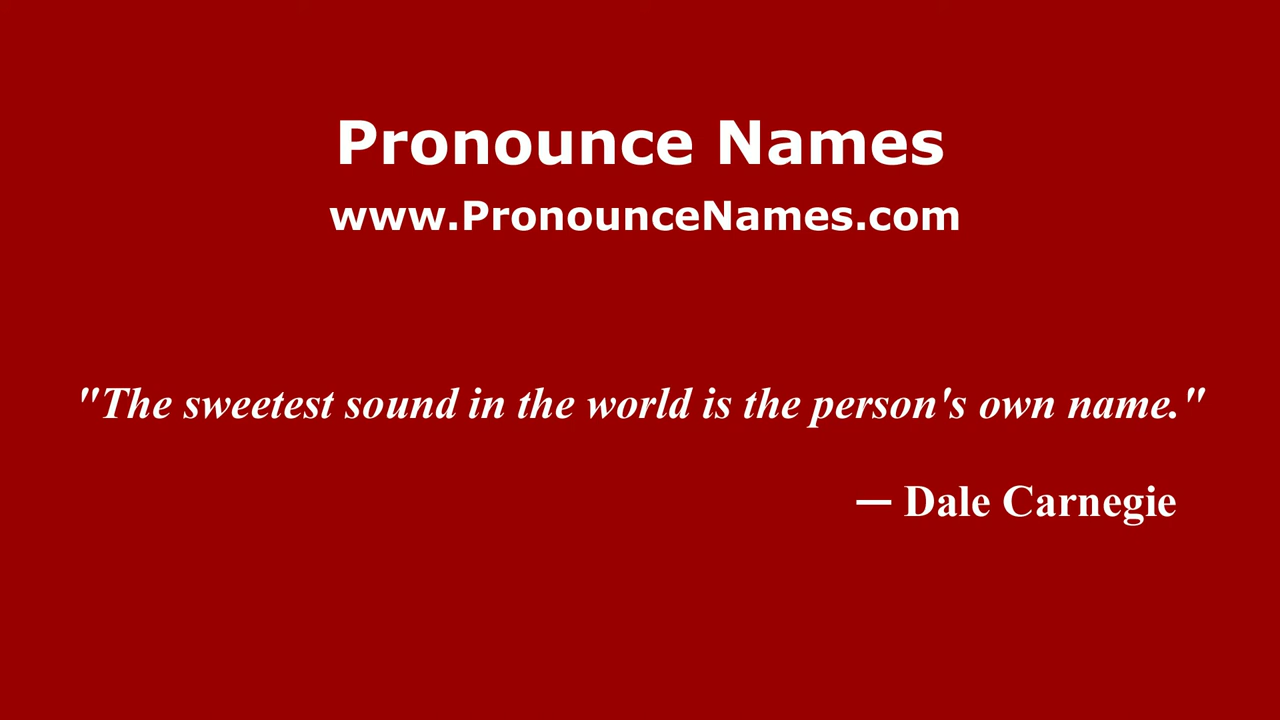 Pronounce Names
www.PronounceNames.com
"The sweetest sound in the world is the person's own name."
— Dale Carnegie